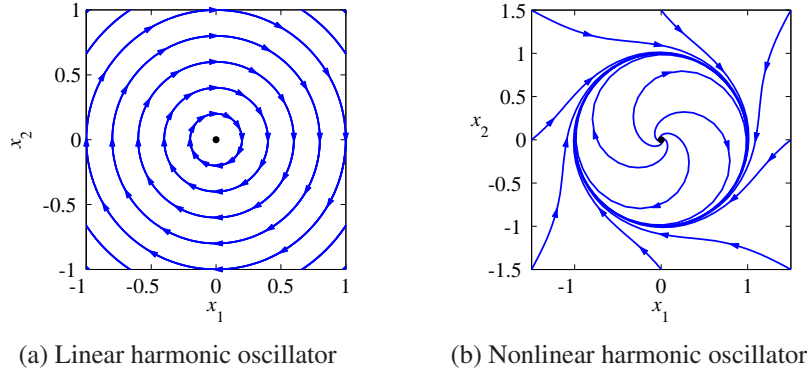 (a)
1
0.5
x2
0
-0.5
-1
-1 -0.5 0 0.5 1
x1
(a) Linear harmonic oscillator
(b)
1.5
1
0.5
x2
0
-0.5
-1
-1.5
-1 0 1
x1
(b) Nonlinear harmonic oscillator